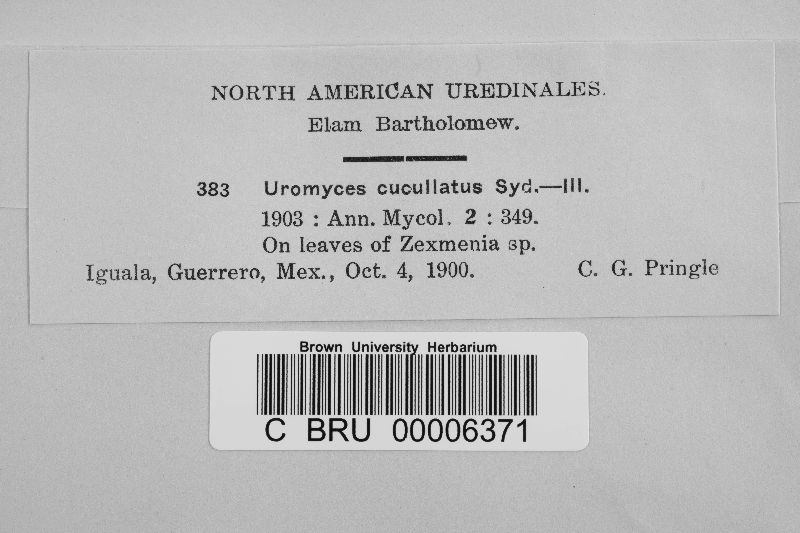 NORTH AMERICAN UREDINALES.
Elam Bartholomew.
383 Uromyces cucullatus Syd.—III.
1903 : Ann. Mycol. 2 : 349.
On leaves of Zexmenia sp.
Iguala, Guerrero, Mex., Oct. 4, 1900. C. G. Pringle
Brown University Herbarium
C BRU 00006371